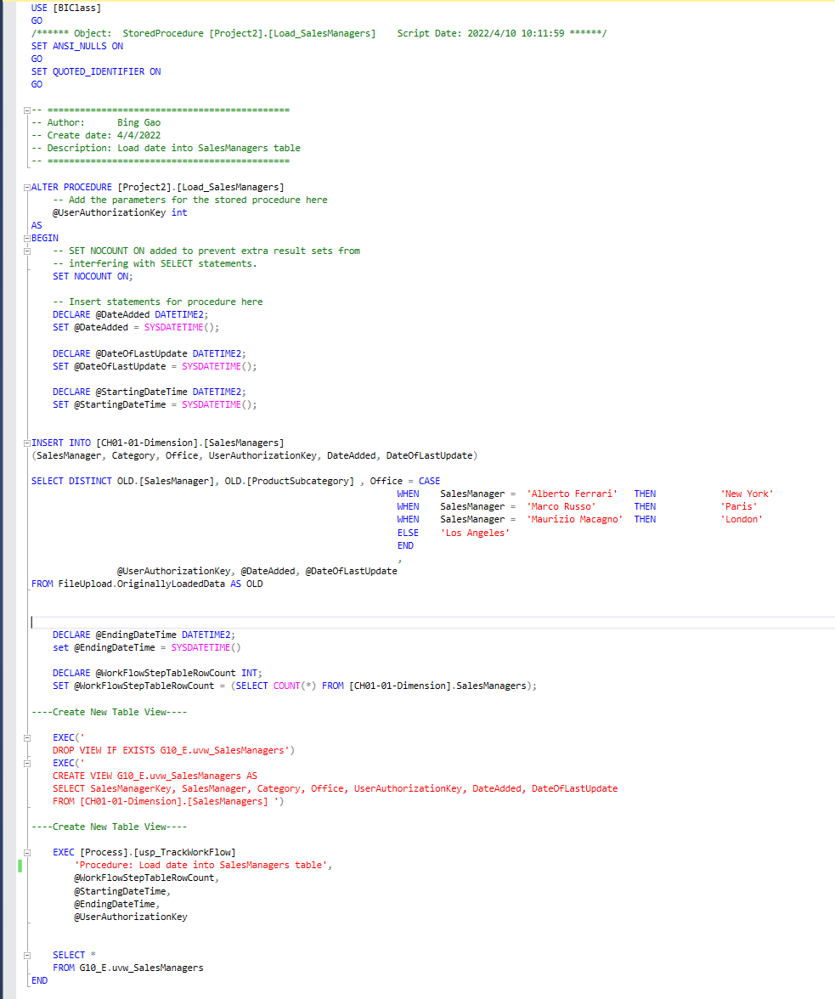 USE [BIClass]
GO
/****** Object:  StoredProcedure [Project2].[Load_SalesManagers]    Script Date: 2022/4/10 10:11:59 ******/
SET ANSI_NULLS ON
GO
SET QUOTED_IDENTIFIER ON
GO
-- =============================================
-- Author:      Bing Gao
-- Create date: 4/4/2022
-- Description: Load date into SalesManagers table
-- =============================================
ALTER PROCEDURE [Project2].[Load_SalesManagers]
    -- Add the parameters for the stored procedure here
    @UserAuthorizationKey int
AS
BEGIN
    -- SET NOCOUNT ON added to prevent extra result sets from
    -- interfering with SELECT statements.
    SET NOCOUNT ON;
    -- Insert statements for procedure here
    DECLARE @DateAdded DATETIME2;
    SET @DateAdded = SYSDATETIME();
    DECLARE @DateOfLastUpdate DATETIME2;
    SET @DateOfLastUpdate = SYSDATETIME();
    DECLARE @StartingDateTime DATETIME2;
    SET @StartingDateTime = SYSDATETIME();
INSERT INTO [CH01-01-Dimension].[SalesManagers]
(SalesManager, Category, Office, UserAuthorizationKey, DateAdded, DateOfLastUpdate)
SELECT DISTINCT OLD.[SalesManager], OLD.[ProductSubcategory] , Office = CASE
WHEN    SalesManager =  'Alberto Ferrari'   THEN            'New York'
WHEN    SalesManager =  'Marco Russo'       THEN            'Paris'
WHEN    SalesManager =  'Maurizio Macagno'  THEN            'London'
ELSE    'Los Angeles'
END
,
@UserAuthorizationKey, @DateAdded, @DateOfLastUpdate
FROM FileUpload.OriginallyLoadedData AS OLD
    DECLARE @EndingDateTime DATETIME2;
    set @EndingDateTime = SYSDATETIME()
    DECLARE @WorkFlowStepTableRowCount INT;
    SET @WorkFlowStepTableRowCount = (SELECT COUNT(*) FROM [CH01-01-Dimension].SalesManagers);
----Create New Table View----
    EXEC('
    DROP VIEW IF EXISTS G10_E.uvw_SalesManagers')
    EXEC('
    CREATE VIEW G10_E.uvw_SalesManagers AS
    SELECT SalesManagerKey, SalesManager, Category, Office, UserAuthorizationKey, DateAdded, DateOfLastUpdate
    FROM [CH01-01-Dimension].[SalesManagers] ')
----Create New Table View----
    EXEC [Process].[usp_TrackWorkFlow]
        'Procedure: Load date into SalesManagers table',
        @WorkFlowStepTableRowCount,
        @StartingDateTime,
        @EndingDateTime,
        @UserAuthorizationKey
    SELECT *
    FROM G10_E.uvw_SalesManagers
END